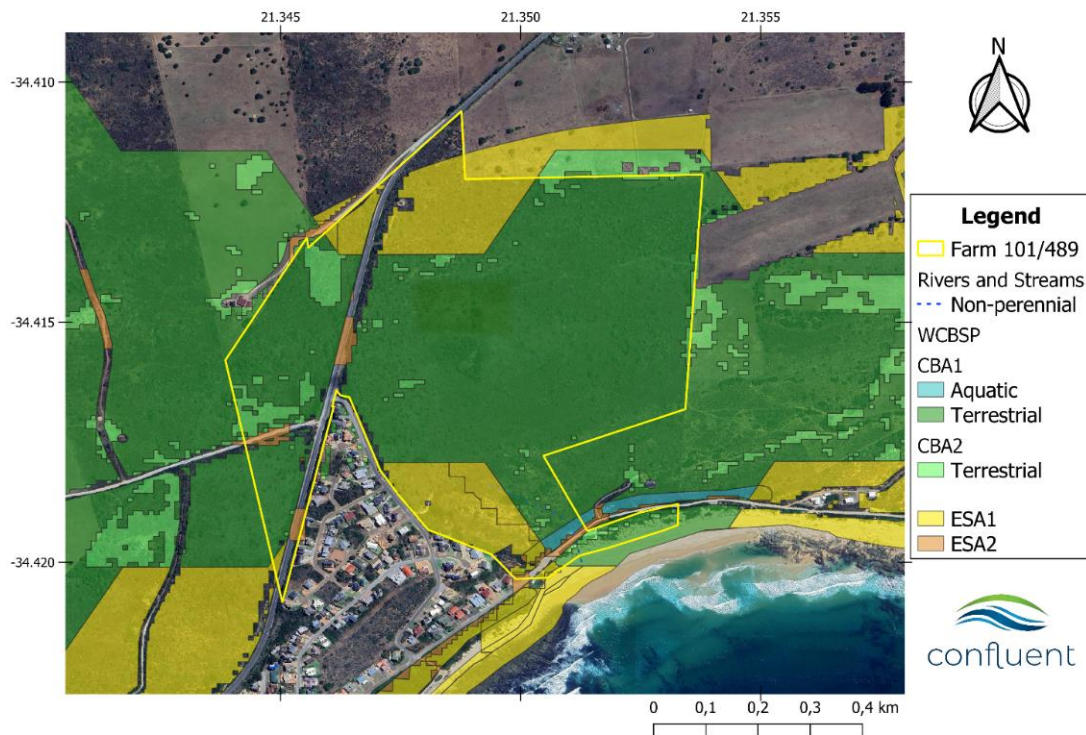 21.345
21.350
21.355
-34.410
-34.415
-34.420
N
Legend
Farm 101/489
Rivers and Streams
Non-perennial
WCBSP
CBA1
Aquatic
Terrestrial
CBA2
Terrestrial
ESA1
ESA2
confluent
0 0,1 0,2 0,3 0,4 km